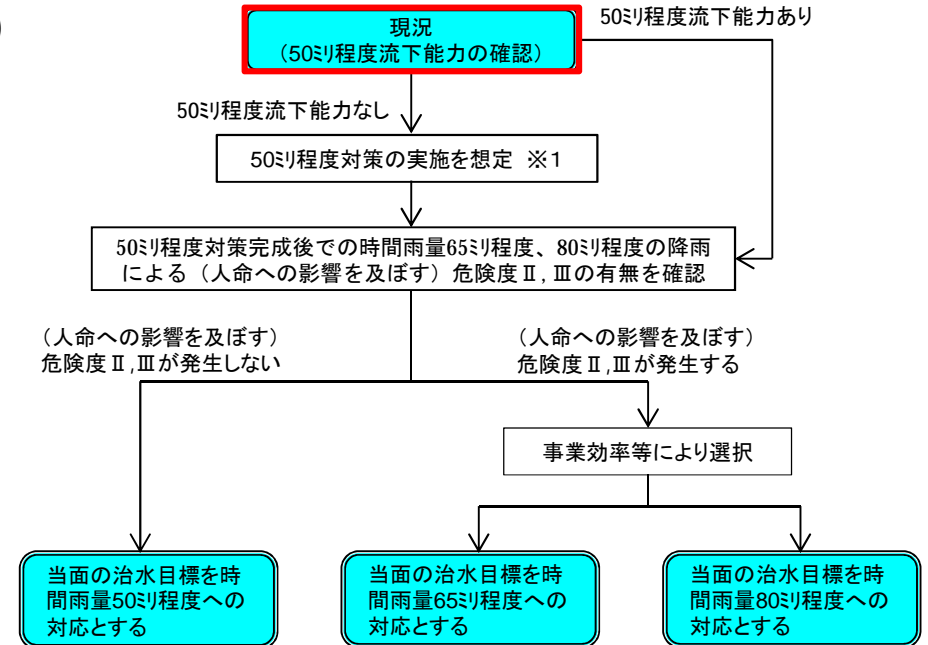 )
現況
（50ﾐﾘ程度流下能力の確認）
50ﾐﾘ程度流下能力あり
50ﾐﾘ程度流下能力なし
50ﾐﾘ程度対策の実施を想定 ※1
50ﾐﾘ程度対策完成後での時間雨量65ﾐﾘ程度、80ﾐﾘ程度の降雨
による（人命への影響を及ぼす）危険度Ⅱ,Ⅲの有無を確認
（人命への影響を及ぼす）
危険度Ⅱ,Ⅲが発生しない
（人命への影響を及ぼす）
危険度Ⅱ,Ⅲが発生する
事業効率等により選択
当面の治水目標を時
間雨量50ﾐﾘ程度への
対応とする
当面の治水目標を時
間雨量65ﾐﾘ程度への
対応とする
当面の治水目標を時
間雨量80ﾐﾘ程度への
対応とする